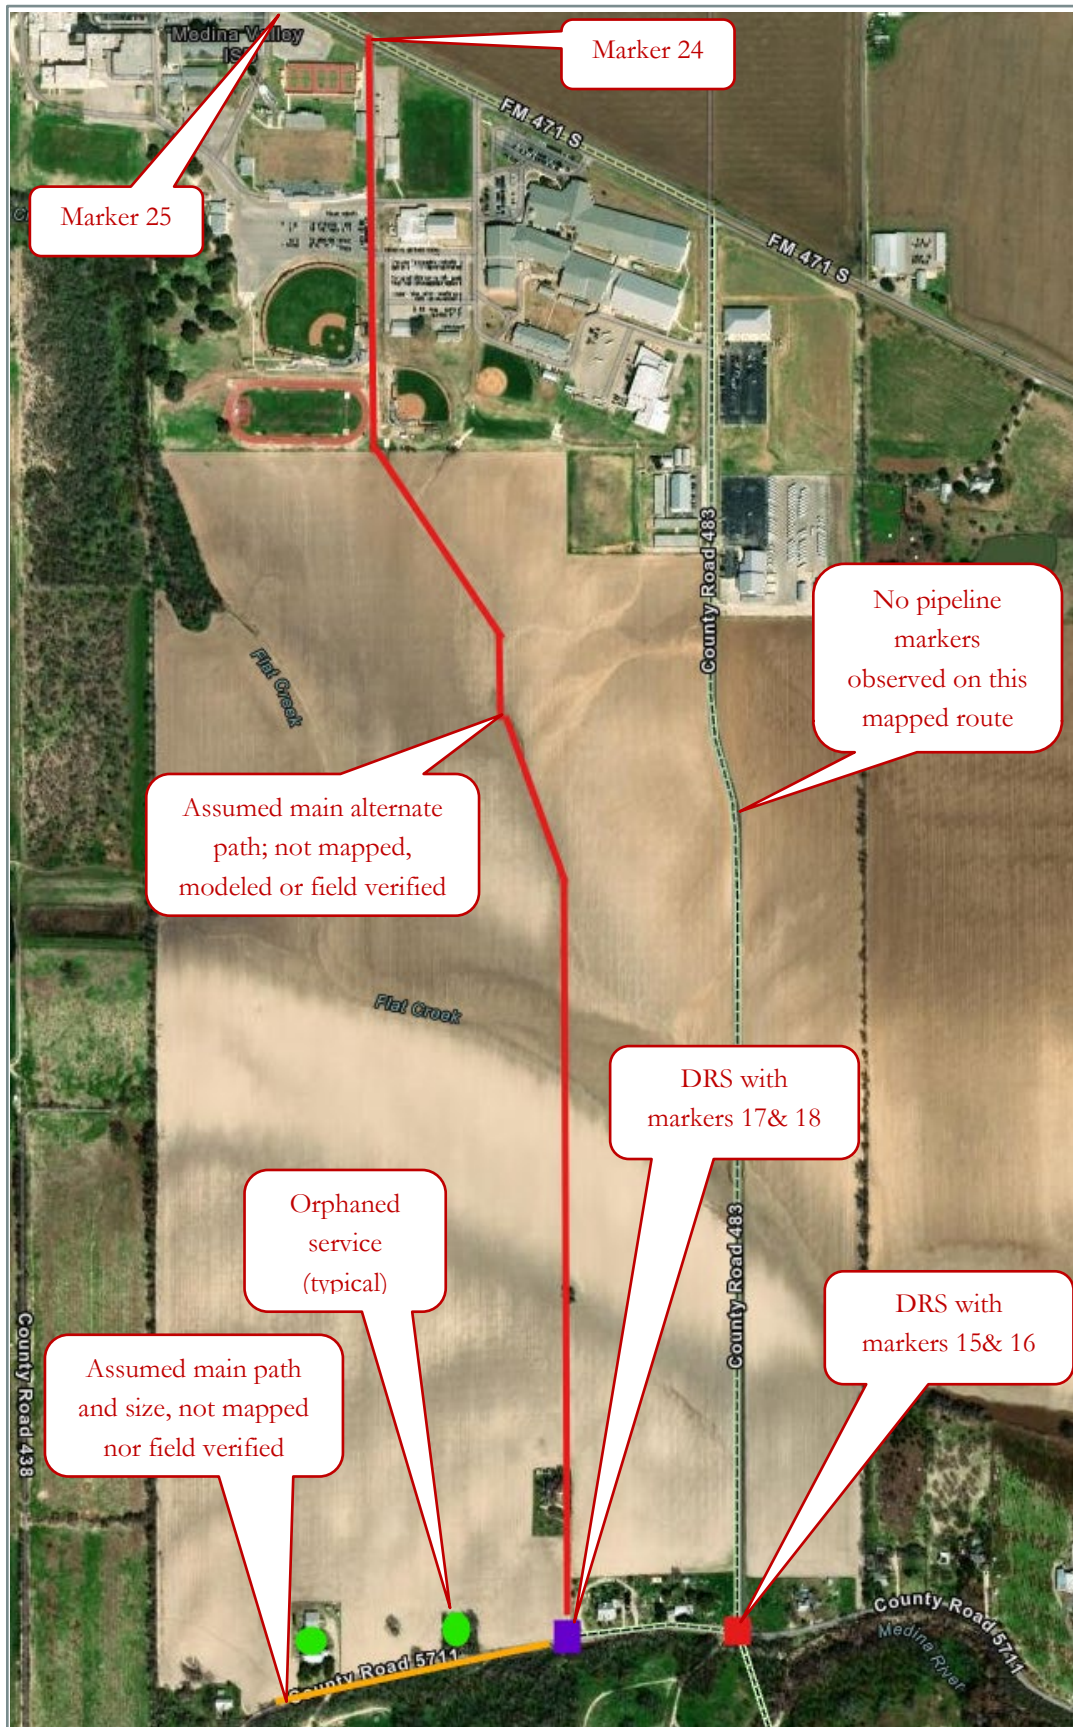 "Medina Valley
ISD
Marker 24
FM 471 S
Marker 25
FM 471 S
County Road 483
No pipeline
markers
observed on this
mapped route
Flat Creek
Assumed main alternate
path; not mapped,
modeled or field verified
Flat Creek
DRS with
markers 17& 18
Orphaned
service
(typical)
County Road 483
DRS with
markers 15& 16
County Road 438
Assumed main path
and size, not mapped
nor field verified
County Road 5711
County Road 5711
Medina River